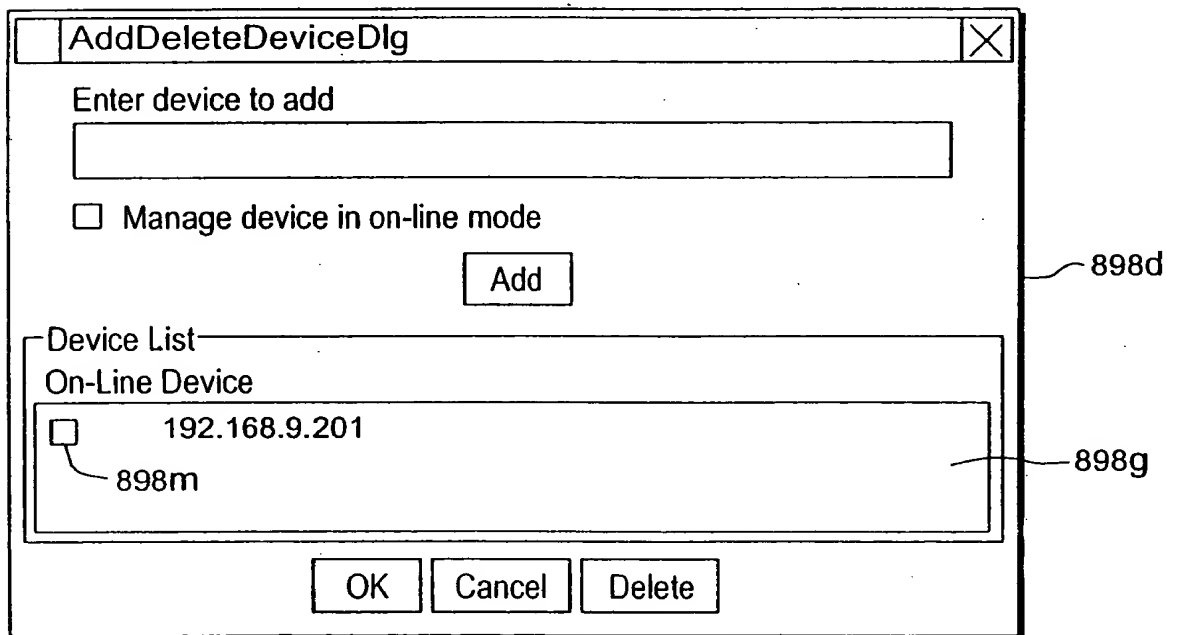 AddDeleteDeviceDlg
Enter device to add
Manage device in on-line mode
Add
898d
Device List
On-Line Device
192.168.9.201
898m
898g
OK Cancel Delete